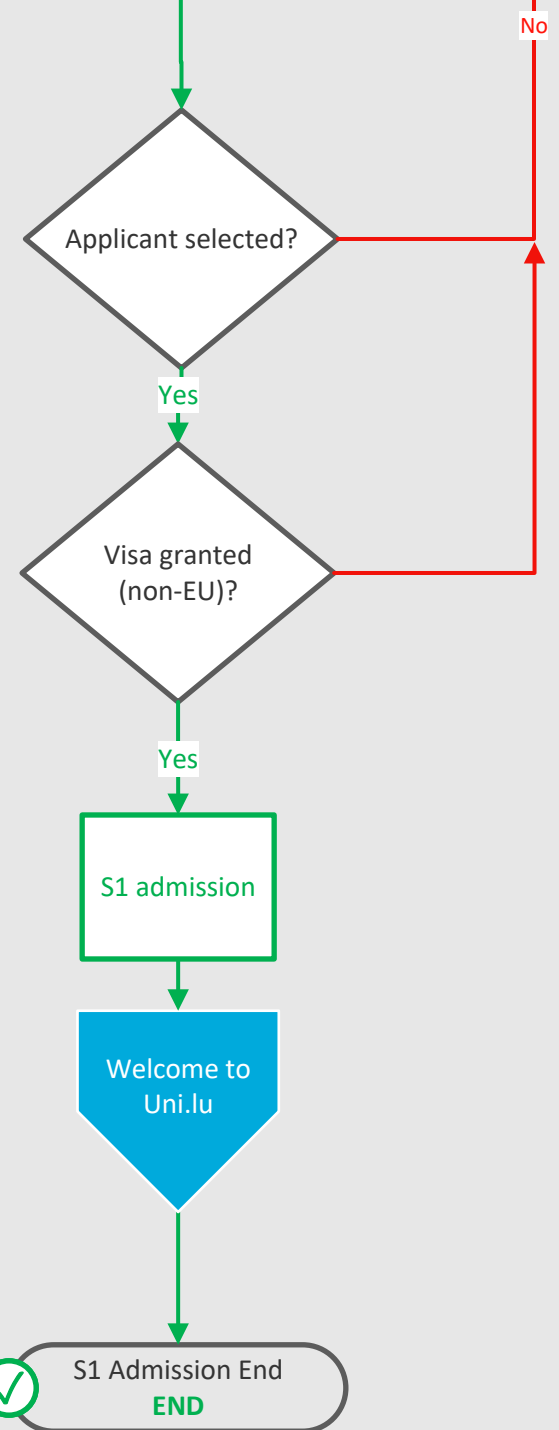 No
Applicant selected?
Yes
Visa granted
(non-EU)?
Yes
S1 admission
Welcome to
Uni.lu
S1 Admission End
END